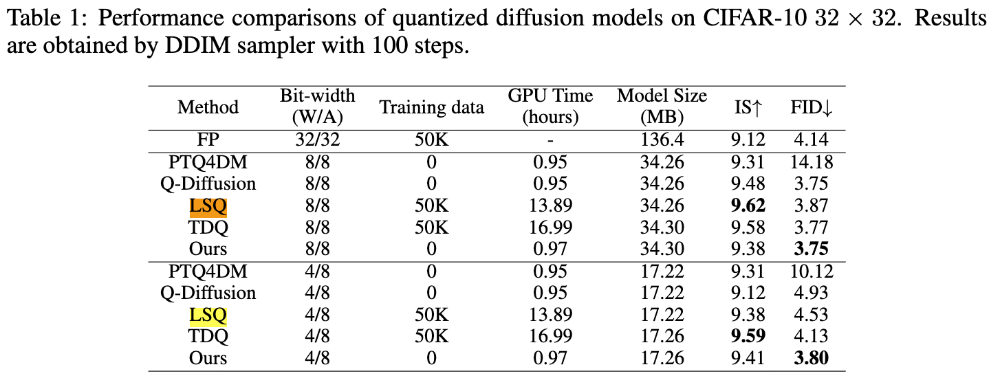 Table 1: Performance comparisons of quantized diffusion models on CIFAR-10 32 × 32. Results
are obtained by DDIM sampler with 100 steps.
Method Bit-width (W/A) Training data GPU Time (hours) Model Size (MB) IS↑ FID↓
FP 32/32 50K - 136.4 9.12 4.14
PTQ4DM 8/8 0 0.95 34.26 9.31 14.18
Q-Diffusion 8/8 0 0.95 34.26 9.48 3.75
LSQ 8/8 50K 13.89 34.26 9.62 3.87
TDQ 8/8 50K 16.99 34.30 9.58 3.77
Ours 8/8 0 0.97 34.30 9.38 3.75
PTQ4DM 4/8 0 0.95 17.22 9.31 10.12
Q-Diffusion 4/8 0 0.95 17.22 9.12 4.93
LSQ 4/8 50K 13.89 17.22 9.38 4.53
TDQ 4/8 50K 16.99 17.26 9.59 4.13
Ours 4/8 0 0.97 17.26 9.41 3.80